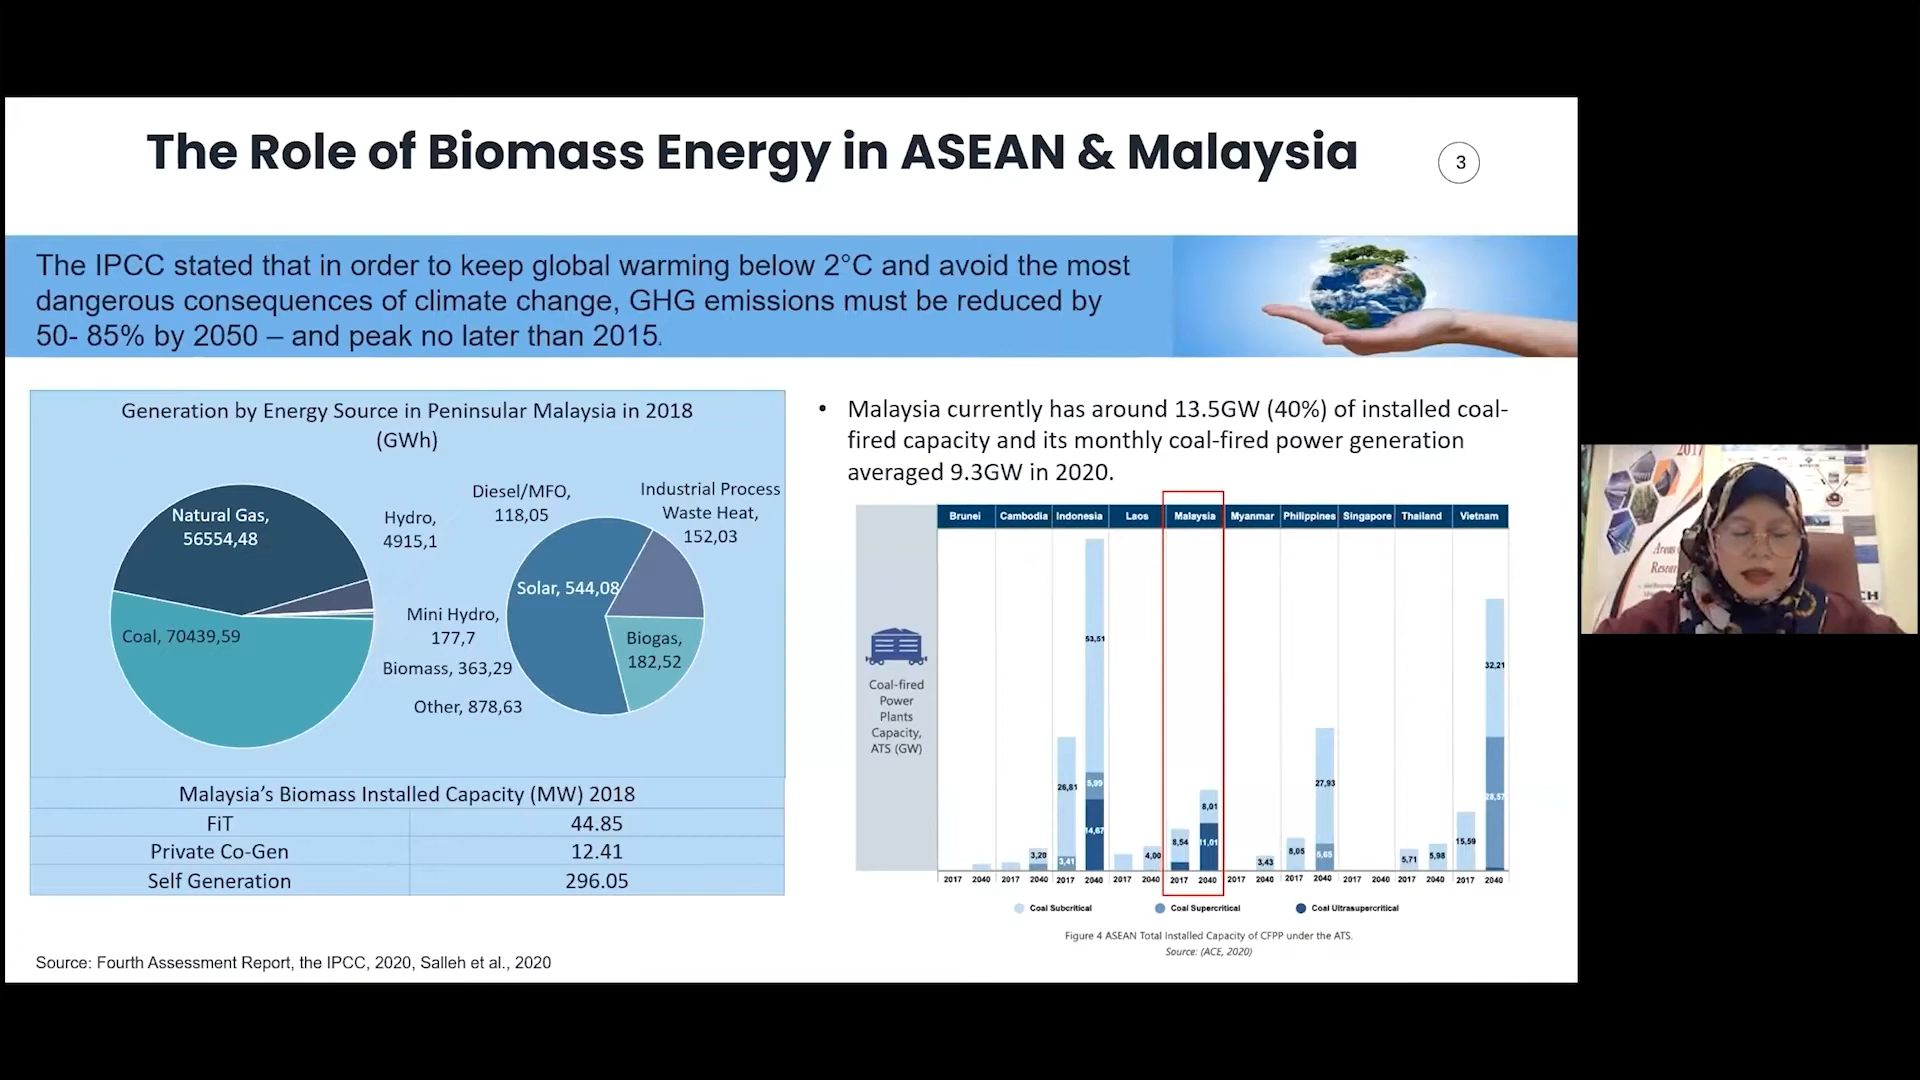 The Role of Biomass Energy in ASEAN & Malaysia
3
The IPCC stated that in order to keep global warming below 2°C and avoid the most
dangerous consequences of climate change, GHG emissions must be reduced by
50- 85% by 2050 – and peak no later than 2015.
Generation by Energy Source in Peninsular Malaysia in 2018
(GWh)
Natural Gas,
56554,48
Coal, 70439,59
Hydro,
4915,1
Mini Hydro,
177,7
Biomass, 363,29
Other, 878,63
Diesel/MFO,
118,05
Solar, 544,08
Industrial Process
Waste Heat,
152,03
Biogas,
182,52
Malaysia’s Biomass Installed Capacity (MW) 2018
FiT 44.85
Private Co-Gen 12.41
Self Generation 296.05
Source: Fourth Assessment Report, the IPCC, 2020, Salleh et al., 2020
• Malaysia currently has around 13.5GW (40%) of installed coal-
fired capacity and its monthly coal-fired power generation
averaged 9.3GW in 2020.
Brunei Cambodia Indonesia Laos Malaysia Myanmar Philippines Singapore Thailand Vietnam
Coal-fired
Power
Plants
Capacity,
ATS (GW)
3,20
26,81
3,41
53,51
5,99
14,67
4,00
8,54
8,01
11,01
3,43
8,05
27,93
5,65
5,71
5,98
15,59
32,21
28,57
2017 2040 2017 2040 2017 2040 2017 2040 2017 2040 2017 2040 2017 2040 2017 2040 2017 2040 2017 2040
Coal Subcritical Coal Supercritical Coal Ultrasupercritical
Figure 4 ASEAN Total Installed Capacity of CFPP under the ATS.
Source: (ACE, 2020)
2017
Areas